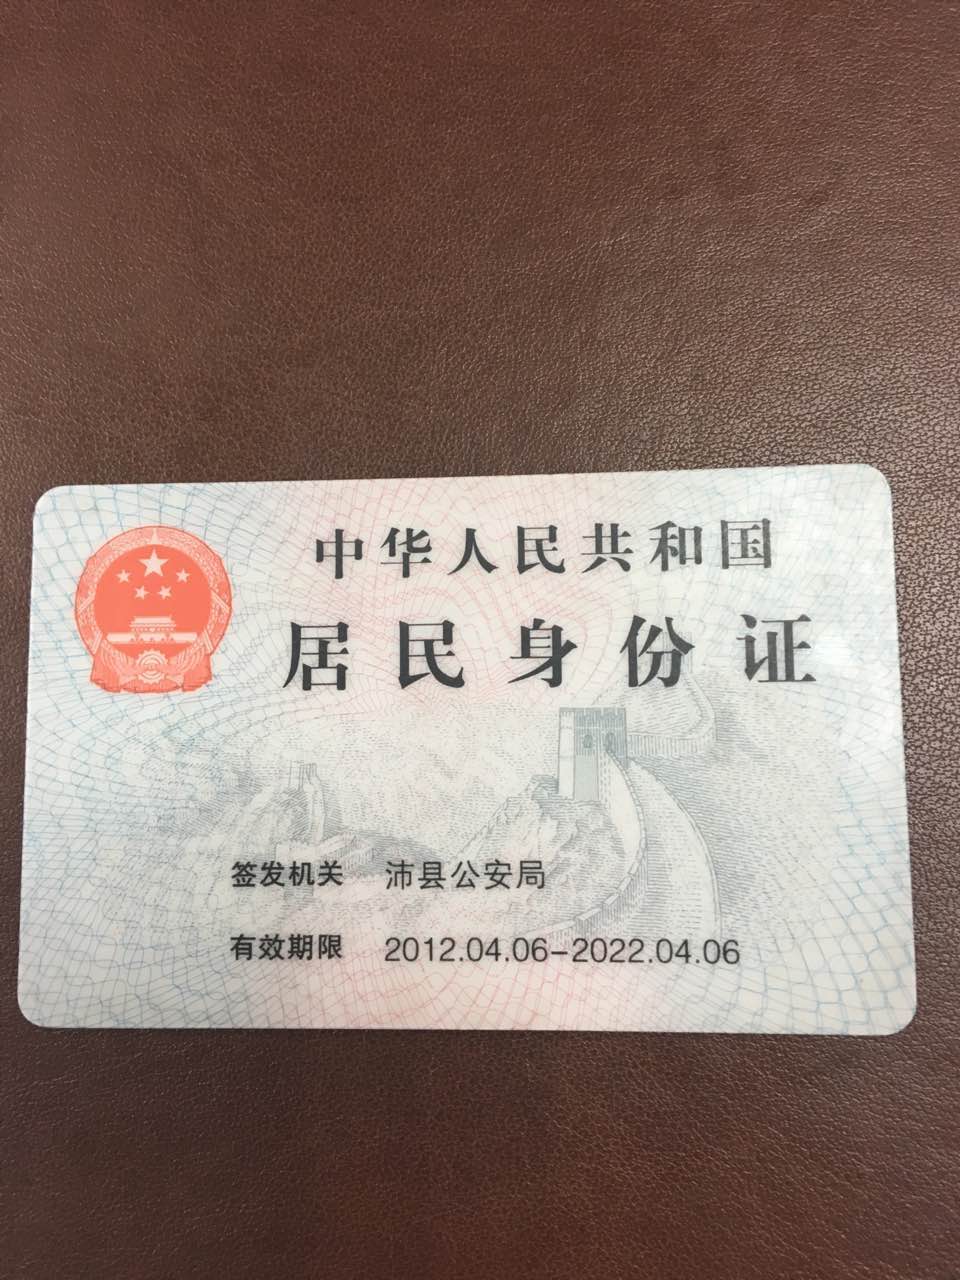 中华人民共和国
居民身份证
签发机关 沛县公安局
有效期限 2012.04.06-2022.04.06